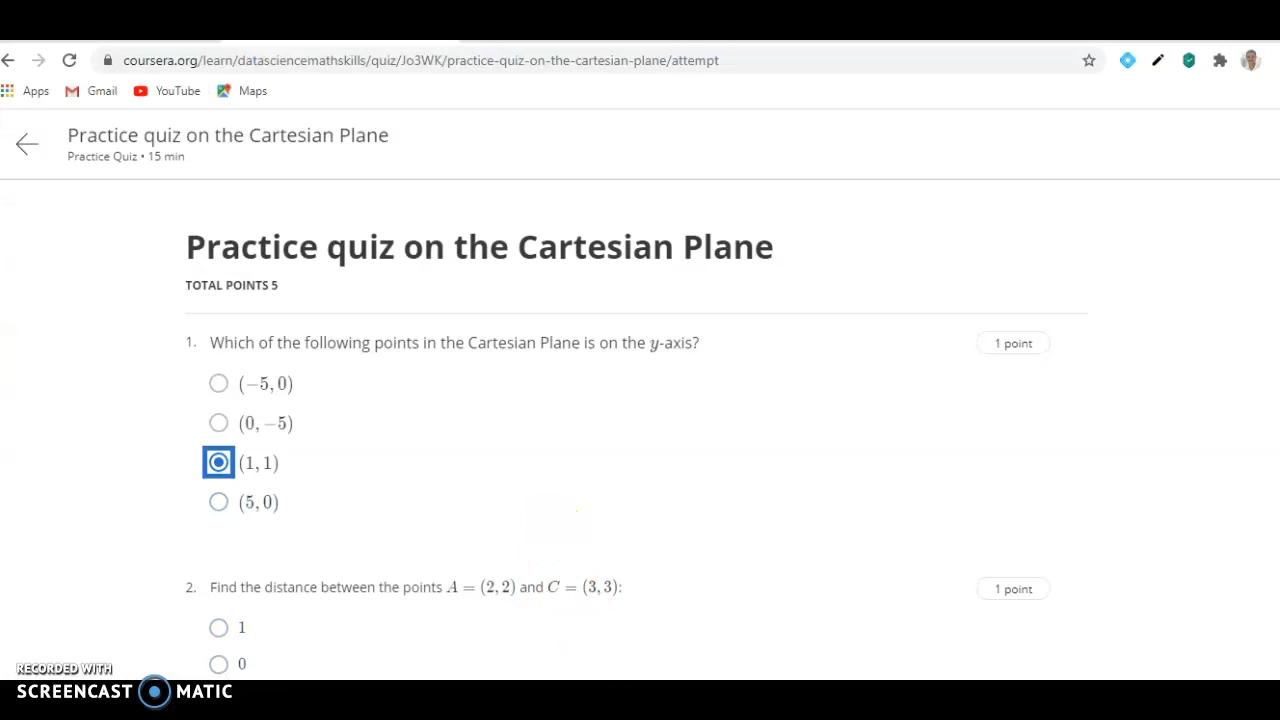 coursera.org/learn/datasciencemathskills/quiz/Jo3WK/practice-quiz-on-the-cartesian-plane/attempt
Apps Gmail YouTube Maps
Practice quiz on the Cartesian Plane
Practice Quiz • 15 min
Practice quiz on the Cartesian Plane
TOTAL POINTS 5
1. Which of the following points in the Cartesian Plane is on the y-axis? 1 point
(−5, 0)
(0, −5)
(1, 1)
(5, 0)
2. Find the distance between the points A = (2, 2) and C = (3, 3): 1 point
1
0
RECORDED WITH
SCREENCAST MATIC